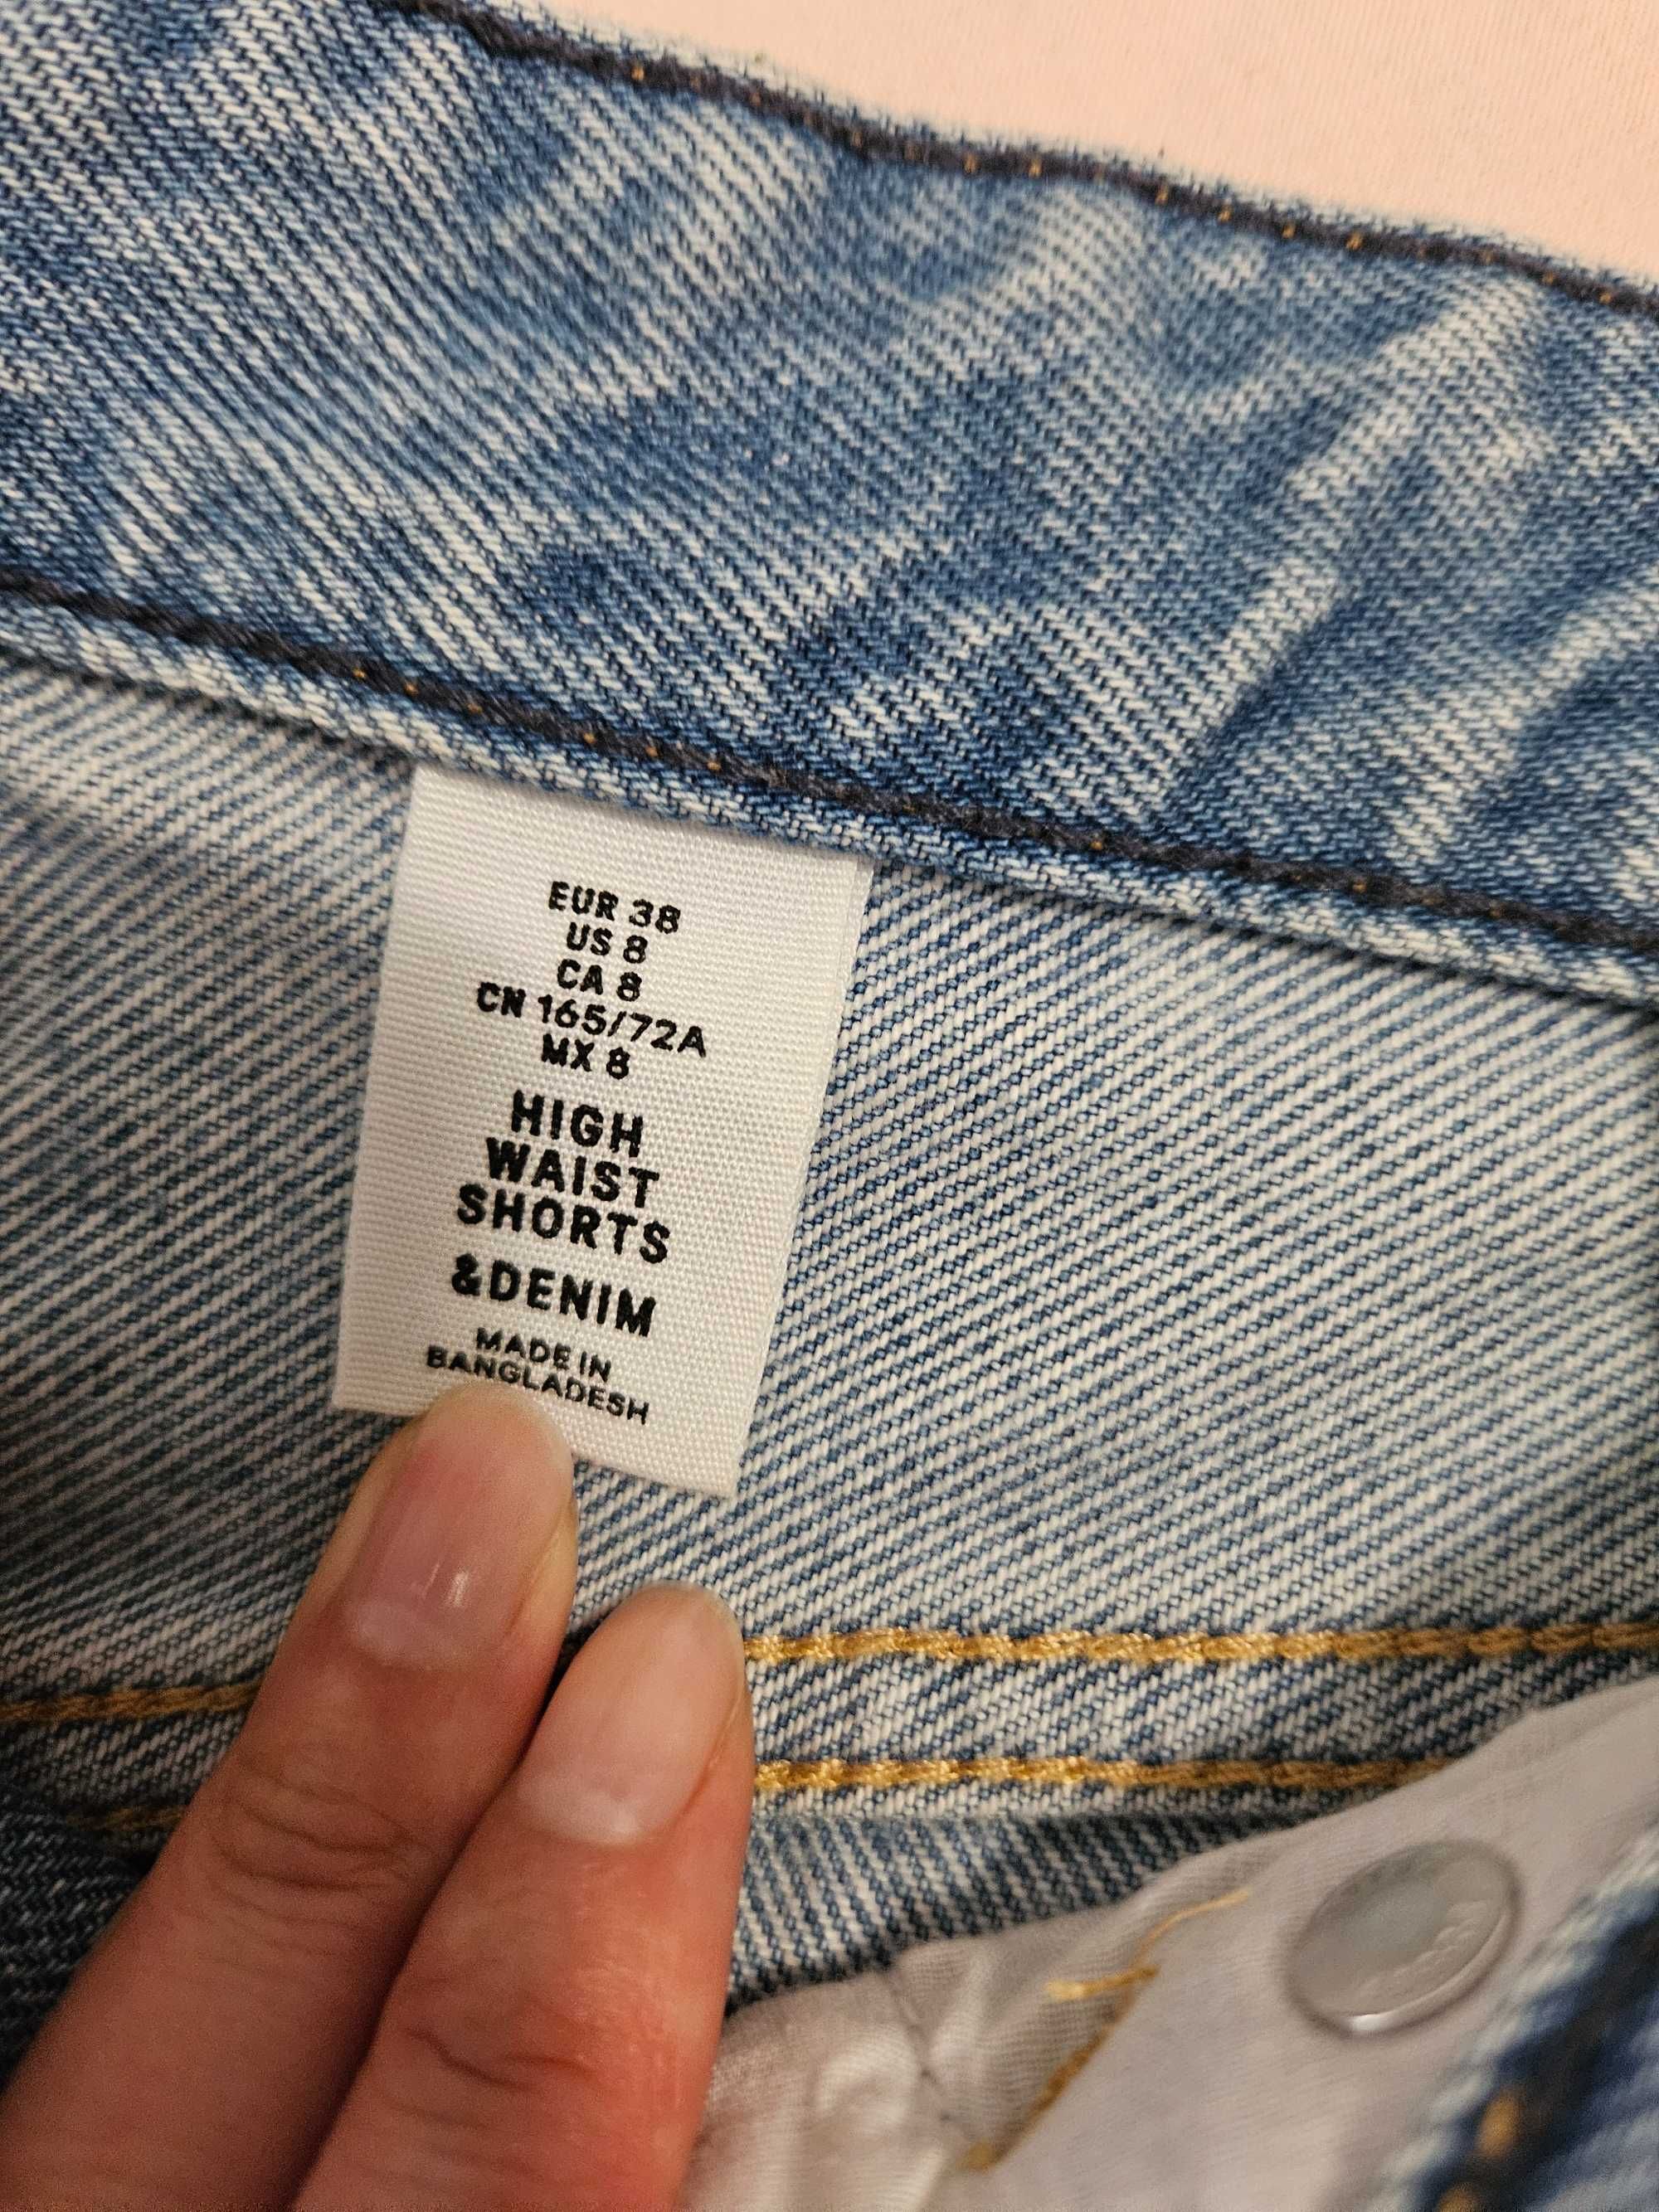 EUR 38
US 8
CA 8
CN 165/72A
MX 8
HIGH
WAIST
SHORTS
&DENIM
MADE IN
BANGLADESH